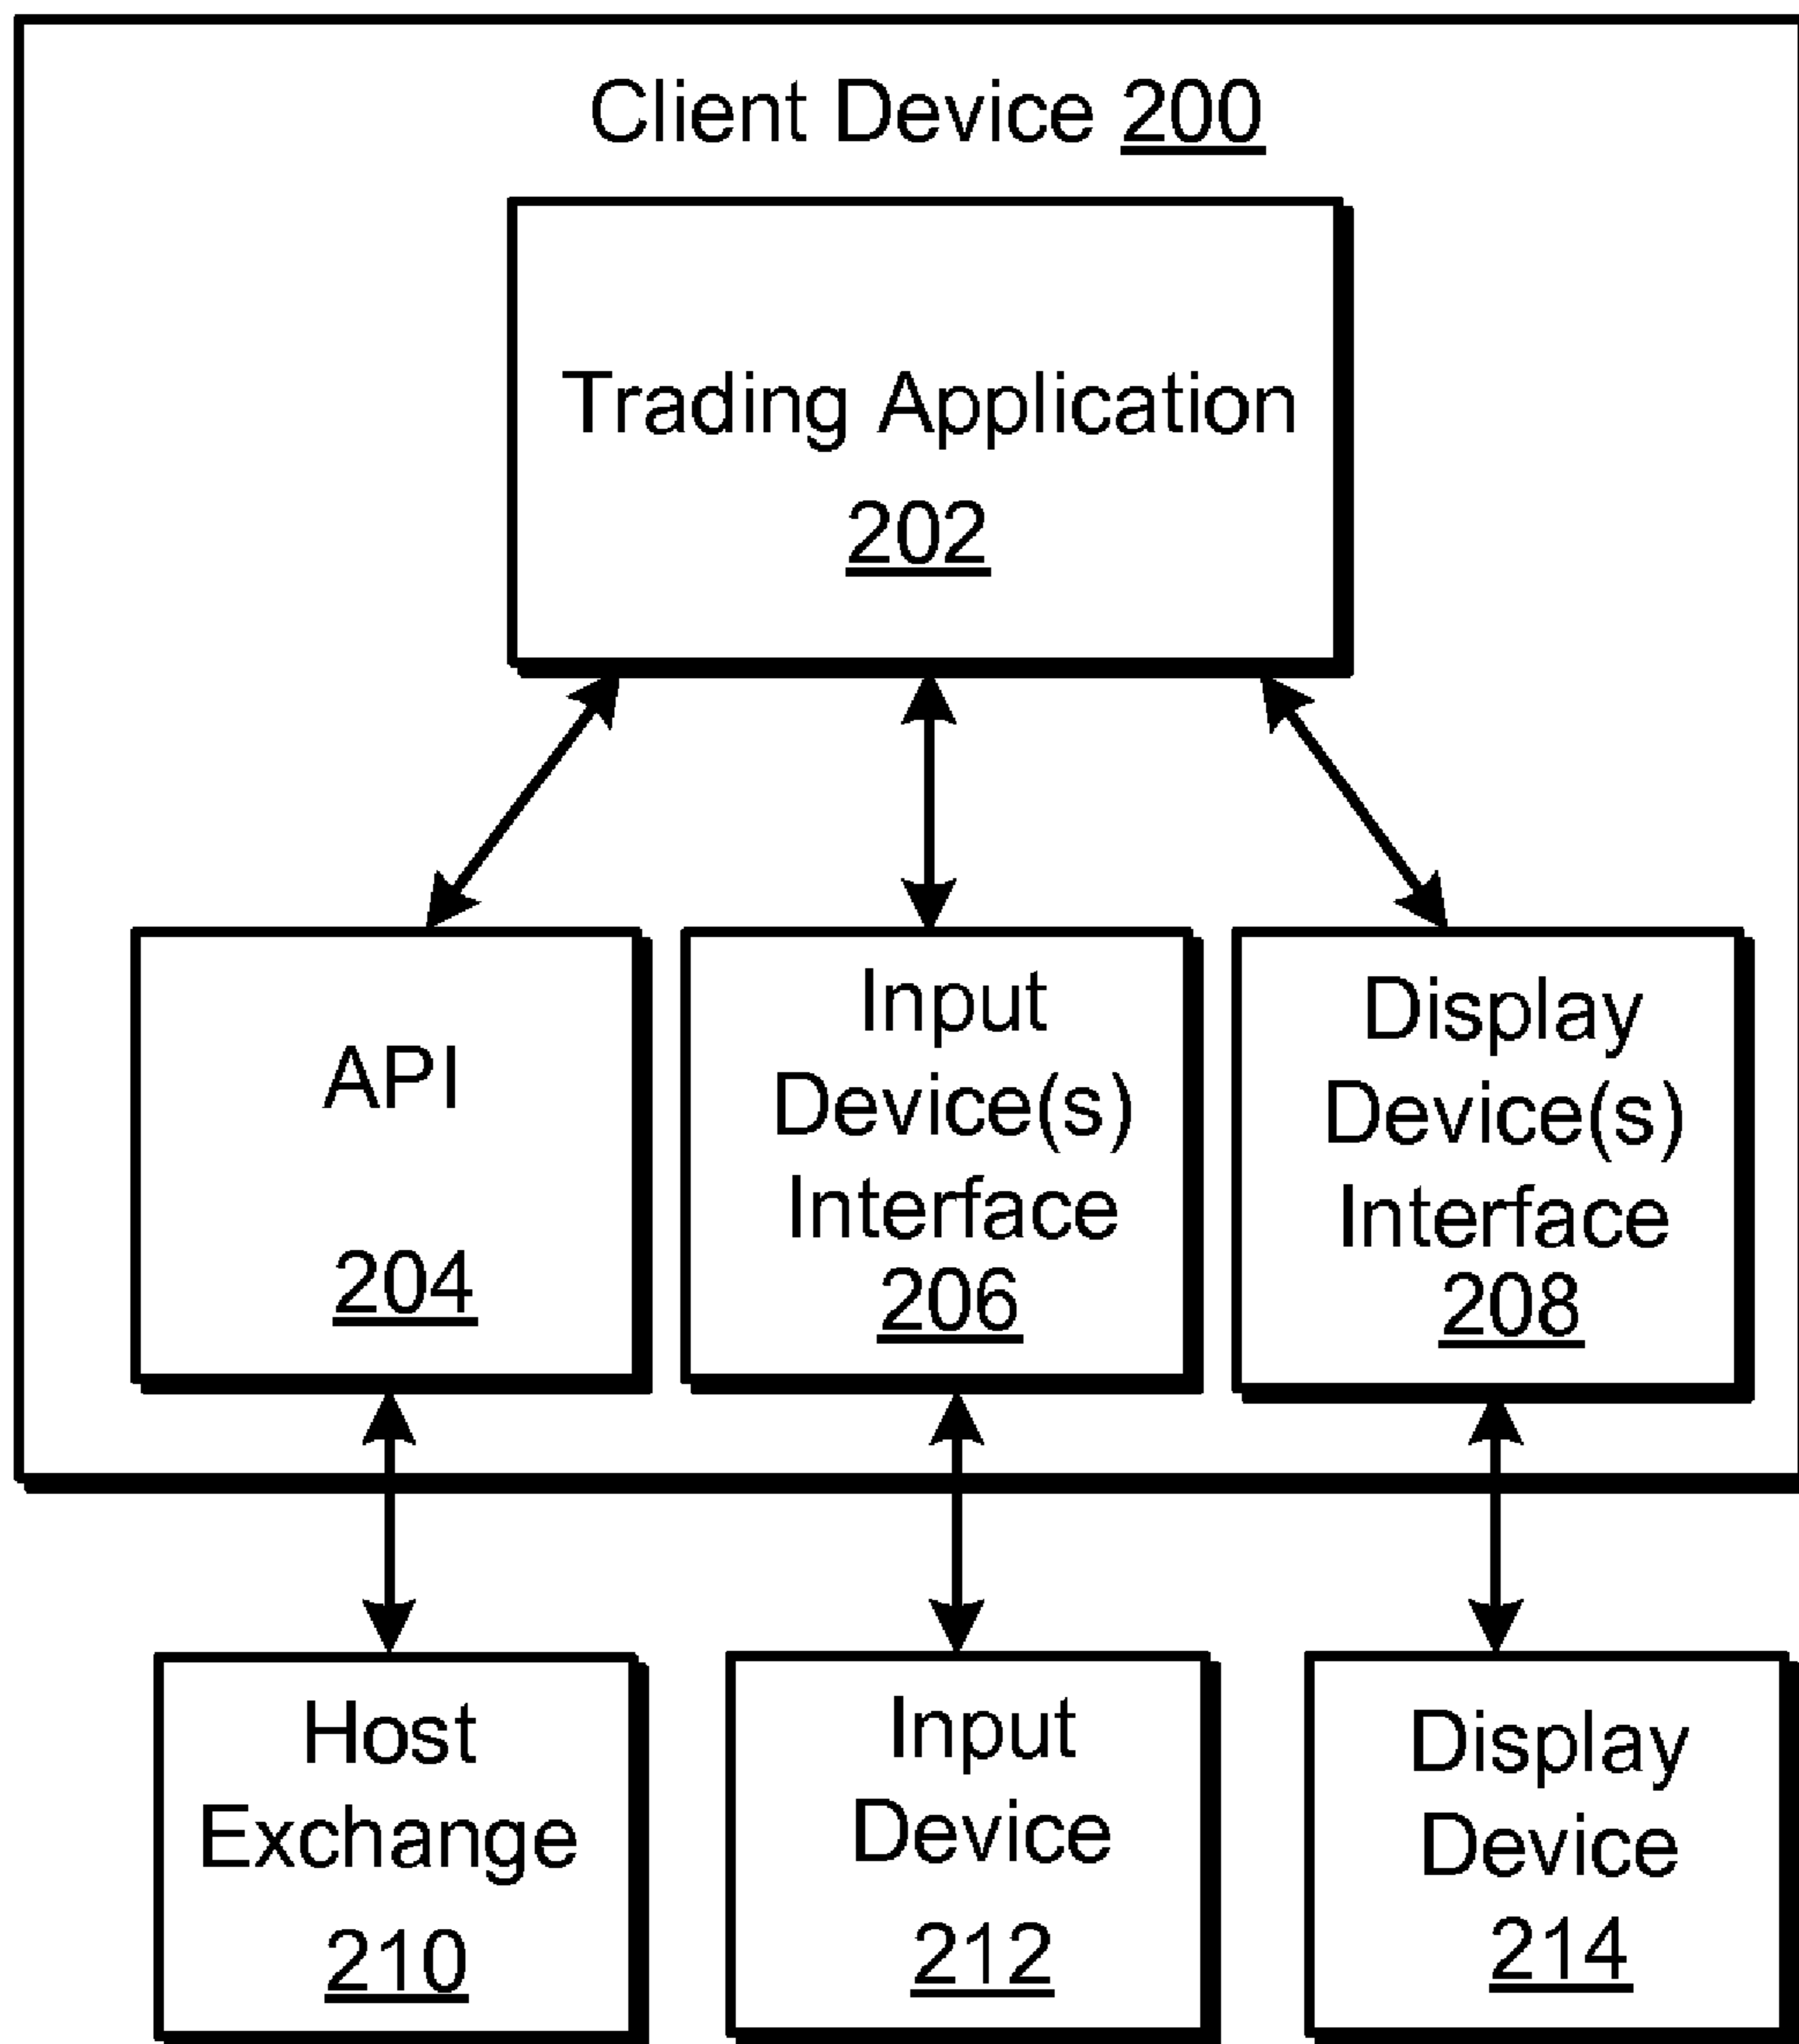 Client Device 200
Trading Application
202
API
204
Input
Device(s)
Interface
206
Display
Device(s)
Interface
208
Host
Exchange
210
Input
Device
212
Display
Device
214